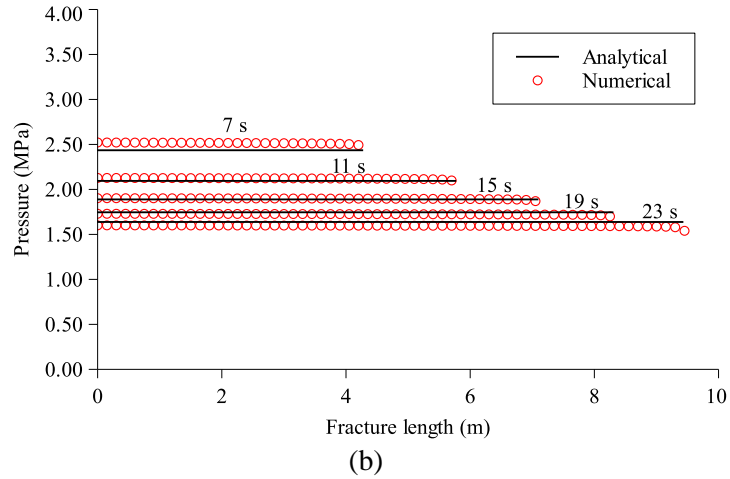 4.00
3.50
3.00
2.50
2.00
1.50
1.00
0.50
0.00
Pressure (MPa)
Analytical
Numerical
7 s
11 s
15 s
19 s
23 s
0 2 4 6 8 10
Fracture length (m)
(b)